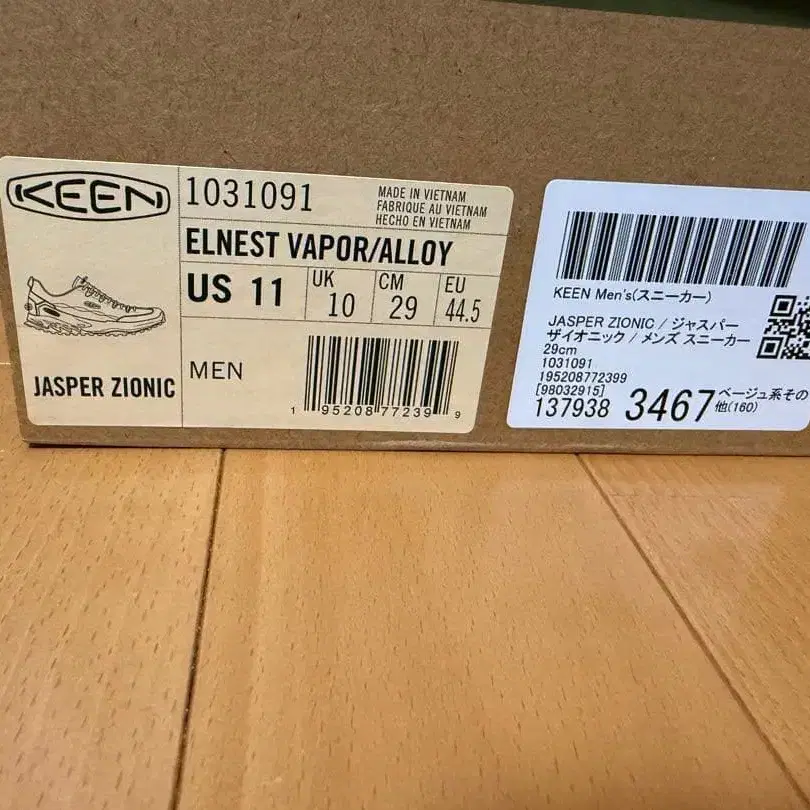 KEEN
1031091
MADE IN VIETNAM
FABRIQUE AU VIETNAM
HECHO EN VIETNAM
ELNEST VAPOR/ALLOY
US 11
UK 10
CM 29
EU 44.5
MEN
JASPER ZIONIC
1 95208 77239 9
KEEN Men's(スニーカー)
JASPER ZIONIC / ジャスパー
ザイオニック / メンズ スニーカー
29cm
1031091
195208772399
[98032915]
137938 3467 ベージュ系その
他(160)